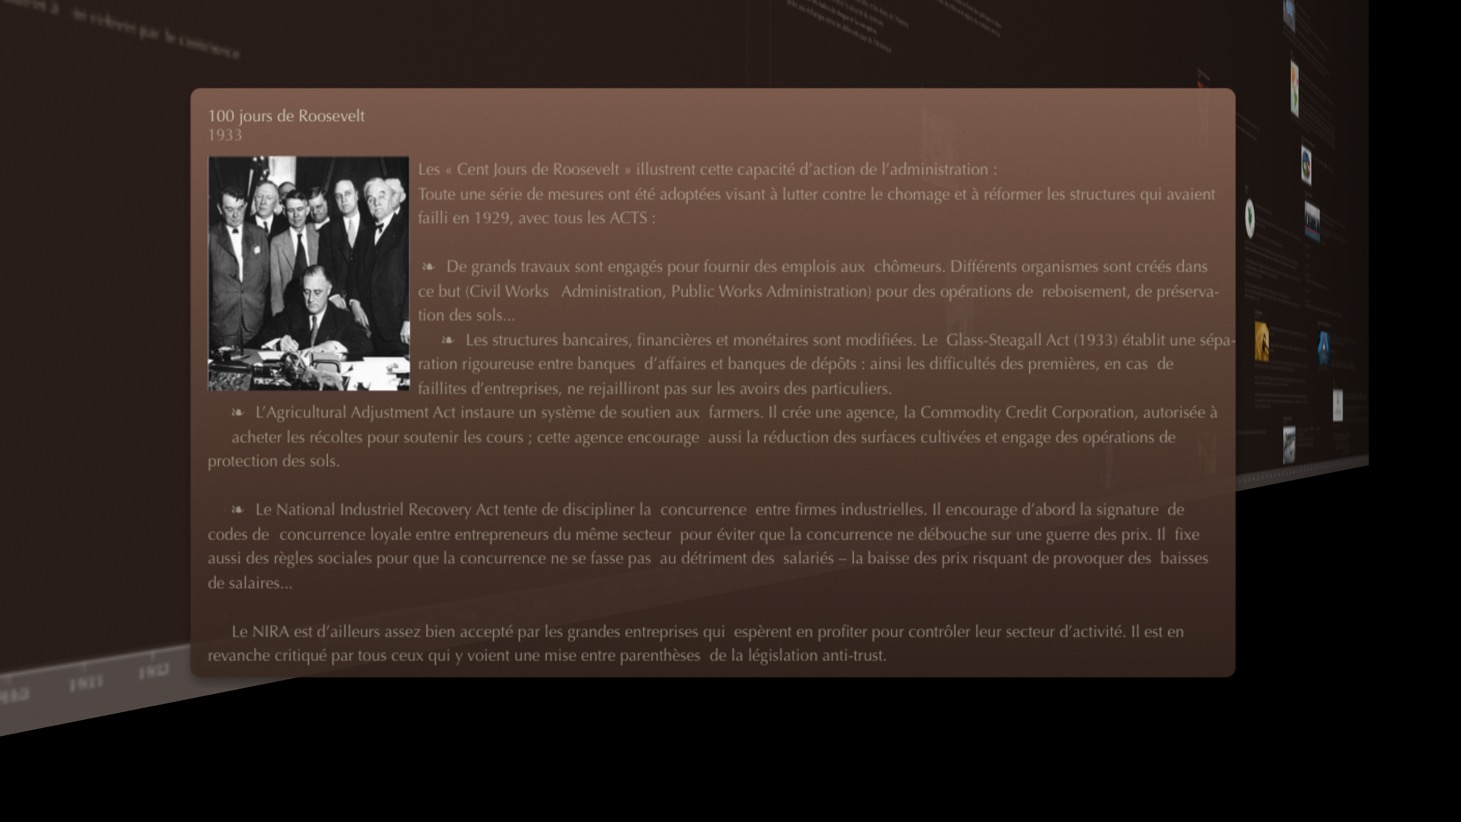 100 jours de Roosevelt
1933
Les « Cent Jours de Roosevelt » illustrent cette capacité d’action de l’administration :
Toute une série de mesures ont été adoptées visant à lutter contre le chomage et à réformer les structures qui avaient
failli en 1929, avec tous les ACTS :
❧ De grands travaux sont engagés pour fournir des emplois aux chômeurs. Différents organismes sont créés dans
ce but (Civil Works Administration, Public Works Administration) pour des opérations de reboisement, de préserva-
tion des sols...
❧ Les structures bancaires, financières et monétaires sont modifiées. Le Glass-Steagall Act (1933) établit une sépa-
ration rigoureuse entre banques d’affaires et banques de dépôts : ainsi les difficultés des premières, en cas de
faillites d’entreprises, ne rejailliront pas sur les avoirs des particuliers.
❧ L’Agricultural Adjustment Act instaure un système de soutien aux farmers. Il crée une agence, la Commodity Credit Corporation, autorisée à
acheter les récoltes pour soutenir les cours ; cette agence encourage aussi la réduction des surfaces cultivées et engage des opérations de
protection des sols.
❧ Le National Industriel Recovery Act tente de discipliner la concurrence entre firmes industrielles. Il encourage d’abord la signature de
codes de concurrence loyale entre entrepreneurs du même secteur pour éviter que la concurrence ne débouche sur une guerre des prix. Il fixe
aussi des règles sociales pour que la concurrence ne se fasse pas au détriment des salariés – la baisse des prix risquant de provoquer des baisses
de salaires...
Le NIRA est d’ailleurs assez bien accepté par les grandes entreprises qui espèrent en profiter pour contrôler leur secteur d’activité. Il est en
revanche critiqué par tous ceux qui y voient une mise entre parenthèses de la législation anti-trust.
1931
1932